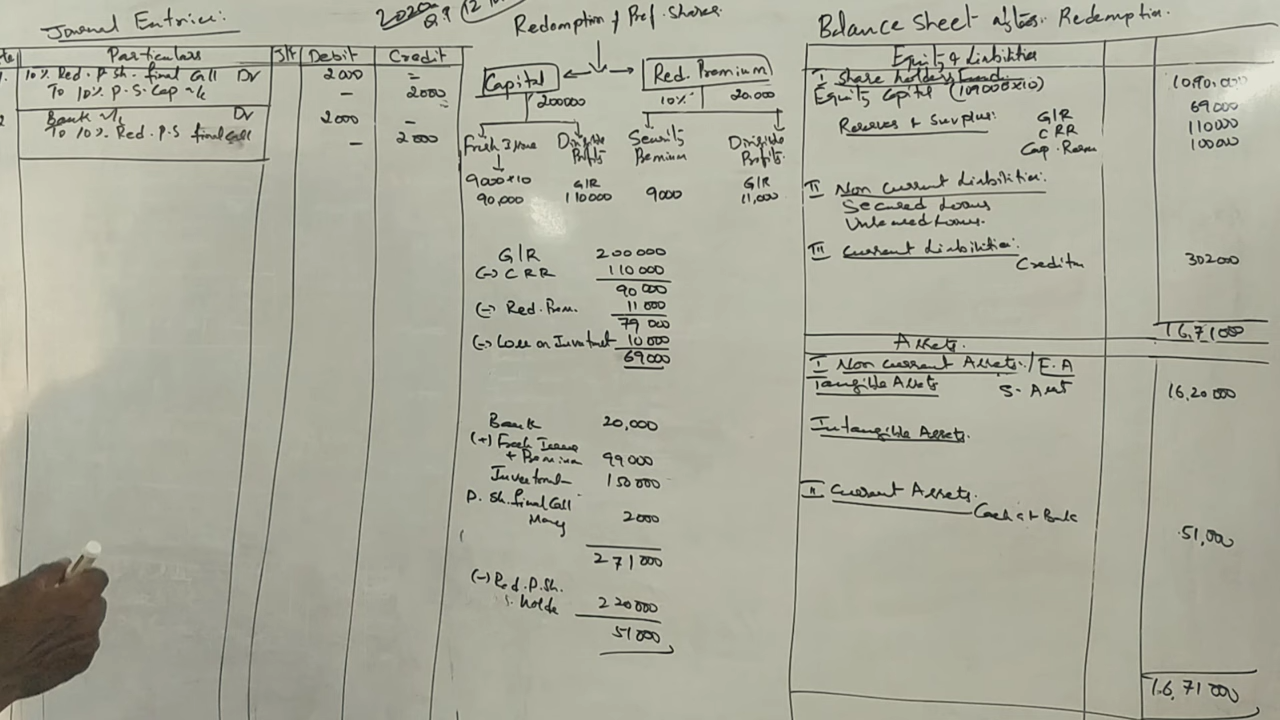 Journal Entries:
Particulars Debit Credit
1. 10% Red. P. Sh. final Call Dr 2000 -
To 10% P. S. Cap a/c - 2000
2 Bank a/c Dr 2000 -
To 10% Red. P.S final call - 2000
2020
Q.9
Redemption of Pref. Shares
Capital
Red. Premium
200000
10% 20,000
Fresh Issue
Divisible Profits
Security Premium
Divisible Profits.
9000×10
90,000
G/R
110000
9000
G/R
11,000
G/R 200000
(-) CRR 110000
90000
(-) Red. Prem. 11000
79000
(-) Loss on Investment 10000
69000
Bank 20,000
(+) Fresh Issue
+ Premium 99000
Investment 150000
P. Sh. final Call
Money 2000
271000
(-) Red. P. Sh.
S. holder 220000
51000
Balance Sheet after Redemption.
Equity & Liabilities
I Share holders fund
Equity Capital (109000×10) 10,90,000
Reserves & Surplus: G/R 69000
CRR 110000
Cap. Reserve 100000
II Non Current Liabilities:
Secured Loans
Unsecured Loans.
III Current Liabilities:
Creditors 302000
16,71000
Assets.
I Non current Assets:/F.A
Tangible Assets S. Asset 16,20000
Intangible Assets.
II Current Assets.
Cash at Bank 51,000
16,71000